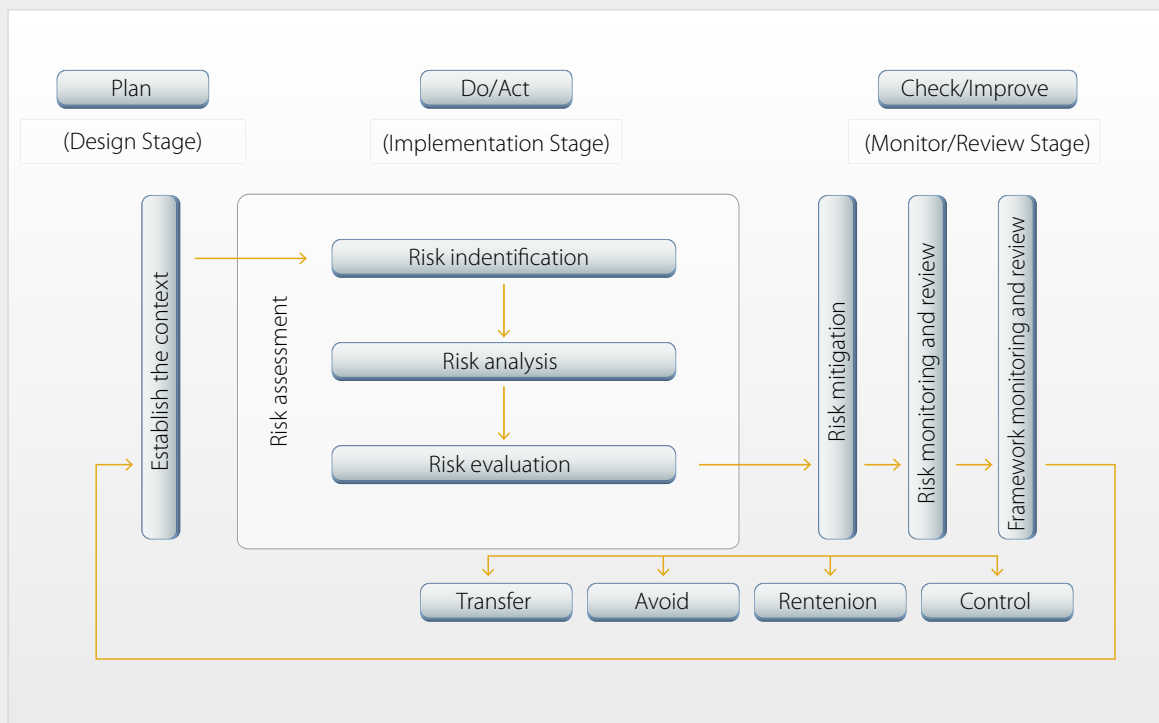 Plan
Do/Act
Check/Improve
(Design Stage)
(Implementation Stage)
(Monitor/Review Stage)
Establish the context
Risk assessment
Risk indentification
Risk analysis
Risk evaluation
Risk mitigation
Risk monitoring and review
Framework monitoring and review
Transfer
Avoid
Rentenion
Control